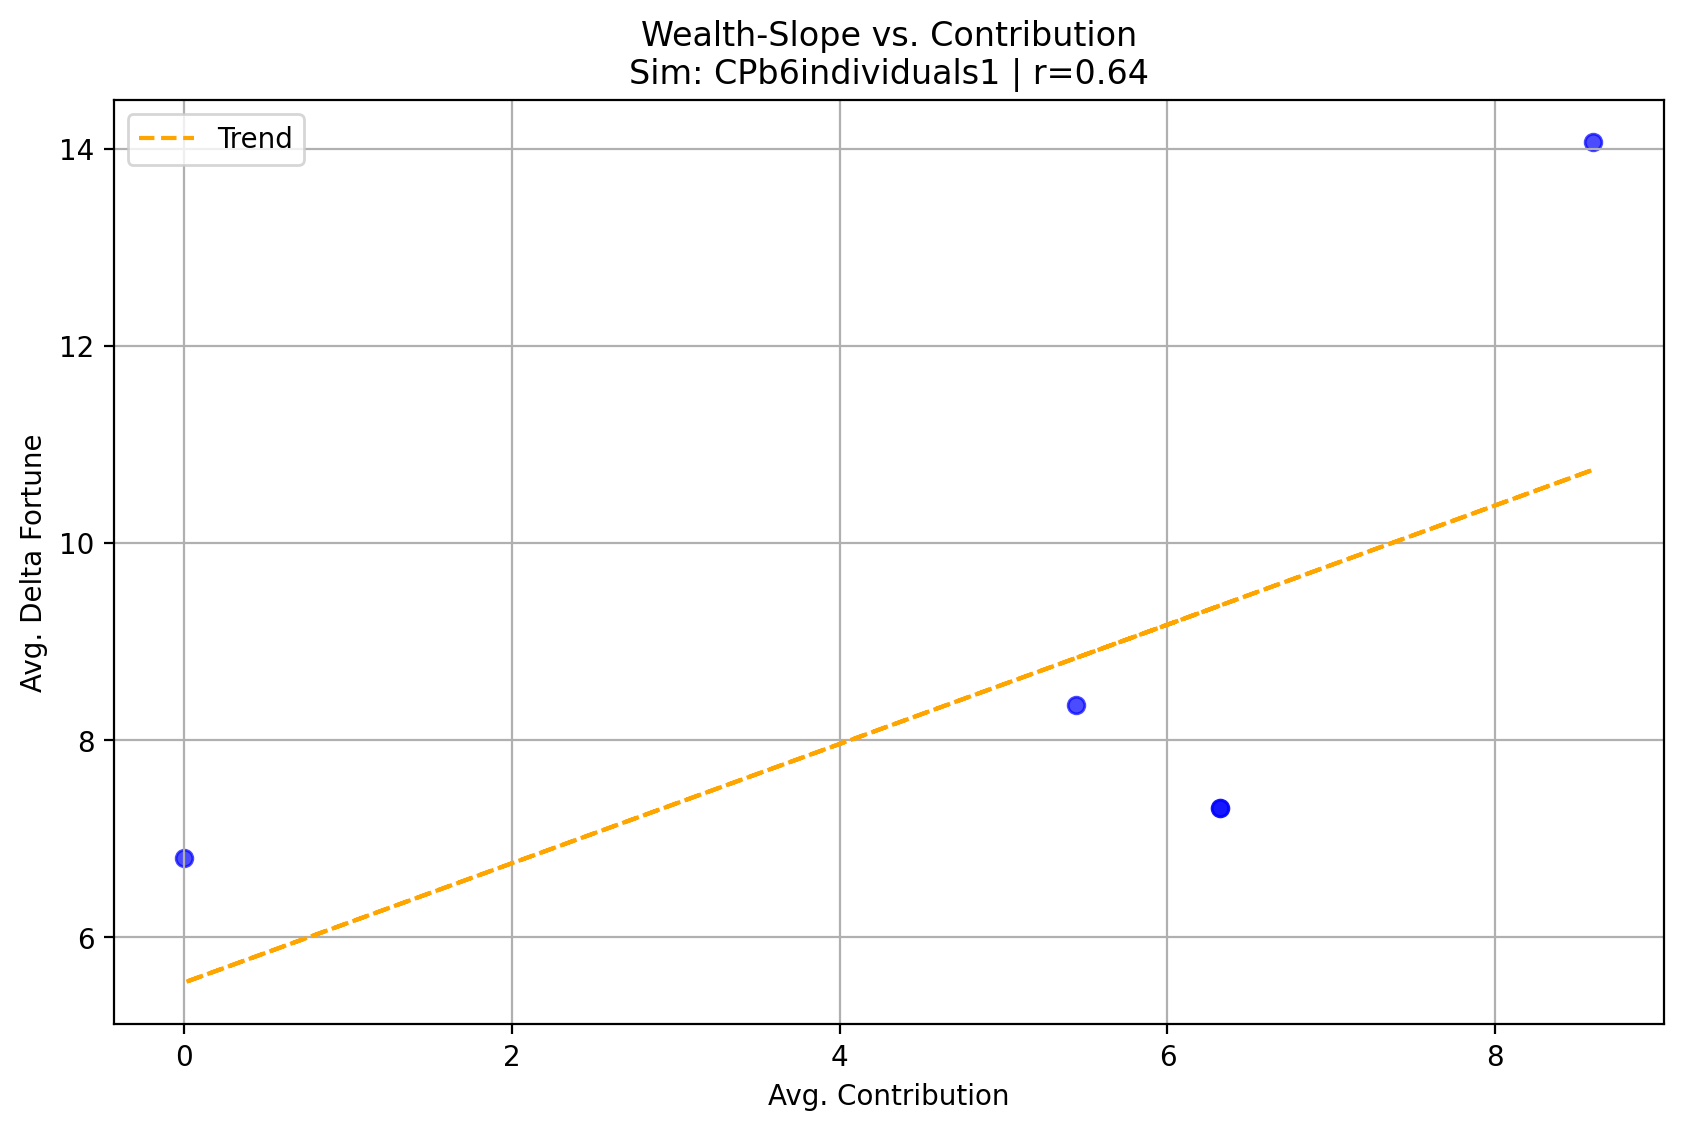 Wealth-Slope vs. Contribution
Sim: CPb6individuals1 | r=0.64
Trend
14
12
10
8
6
Avg. Delta Fortune
0 2 4 6 8
Avg. Contribution